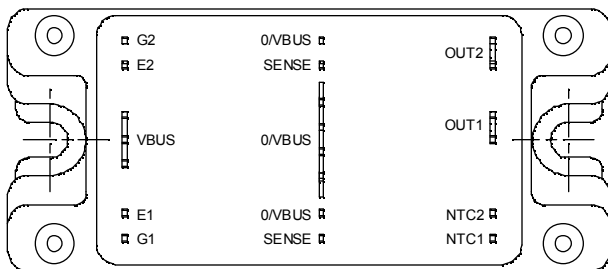 G2 0/VBUS
OUT2
E2 SENSE
OUT1
VBUS 0/VBUS
E1 0/VBUS NTC2
G1 SENSE NTC1